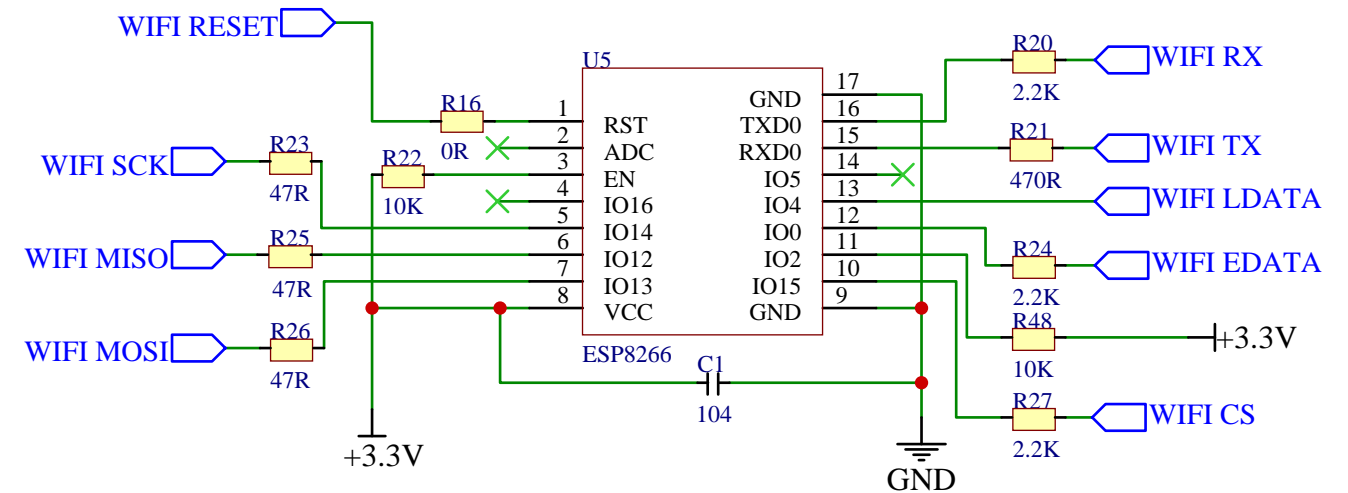 WIFI RESET
U5
R20
WIFI RX
2.2K
R16
0R
R23
WIFI SCK
47R
R22
10K
R25
WIFI MISO
47R
R26
WIFI MOSI
47R
1
2
3
4
5
6
7
8
RST
ADC
EN
IO16
IO14
IO12
IO13
VCC
GND
TXD0
RXD0
IO5
IO4
IO0
IO2
IO15
GND
17
16
15
14
13
12
11
10
9
ESP8266
R21
WIFI TX
470R
WIFI LDATA
R24
WIFI EDATA
2.2K
R48
+3.3V
10K
R27
WIFI CS
2.2K
C1
104
+3.3V
GND